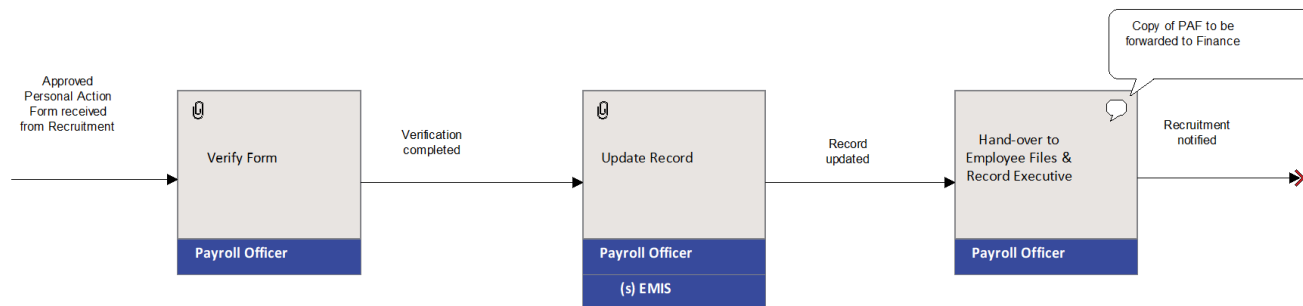 Copy of PAF to be
forwarded to Finance
Approved
Personal Action
Form received
from Recruitment
Verify Form
Payroll Officer
Verification
completed
Update Record
Payroll Officer
(s) EMIS
Record
updated
Hand-over to
Employee Files &
Record Executive
Payroll Officer
Recruitment
notified